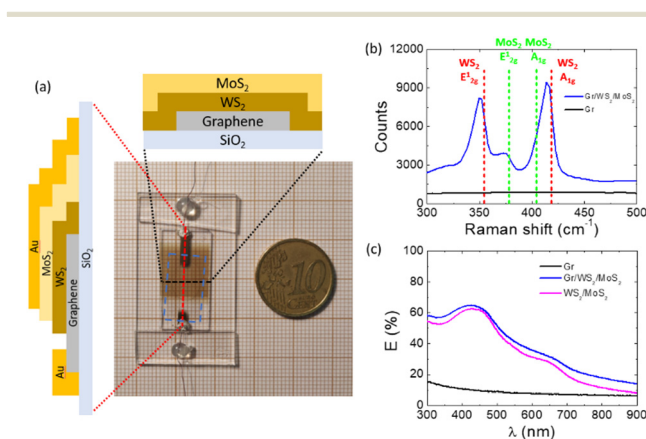 (a)
MoS₂
WS₂
Graphene
SiO₂
Au
MoS₂
WS₂
Graphene
SiO₂
Au
10
(b)
MoS₂ MoS₂
WS₂ E¹₂g A₁g WS₂
E¹₂g A₁g
12000
9000
6000
3000
0
Counts
Gr/WS₂/MoS₂
Gr
300 350 400 450 500
Raman shift (cm⁻¹)
(c)
100
80
60
40
20
0
E (%)
Gr
Gr/WS₂/MoS₂
WS₂/MoS₂
300 400 500 600 700 800 900
λ (nm)